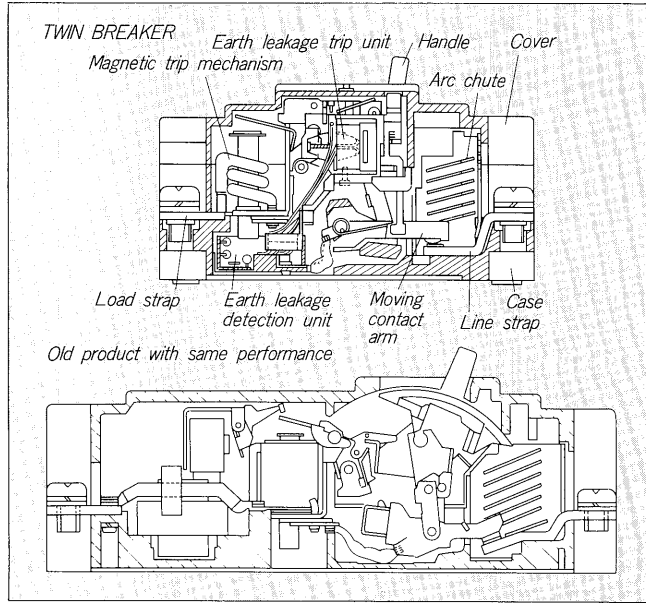 TWIN BREAKER
Earth leakage trip unit
Handle
Cover
Magnetic trip mechanism
Arc chute
Load strap
Earth leakage
detection unit
Moving
contact
arm
Line strap
Case
Old product with same performance